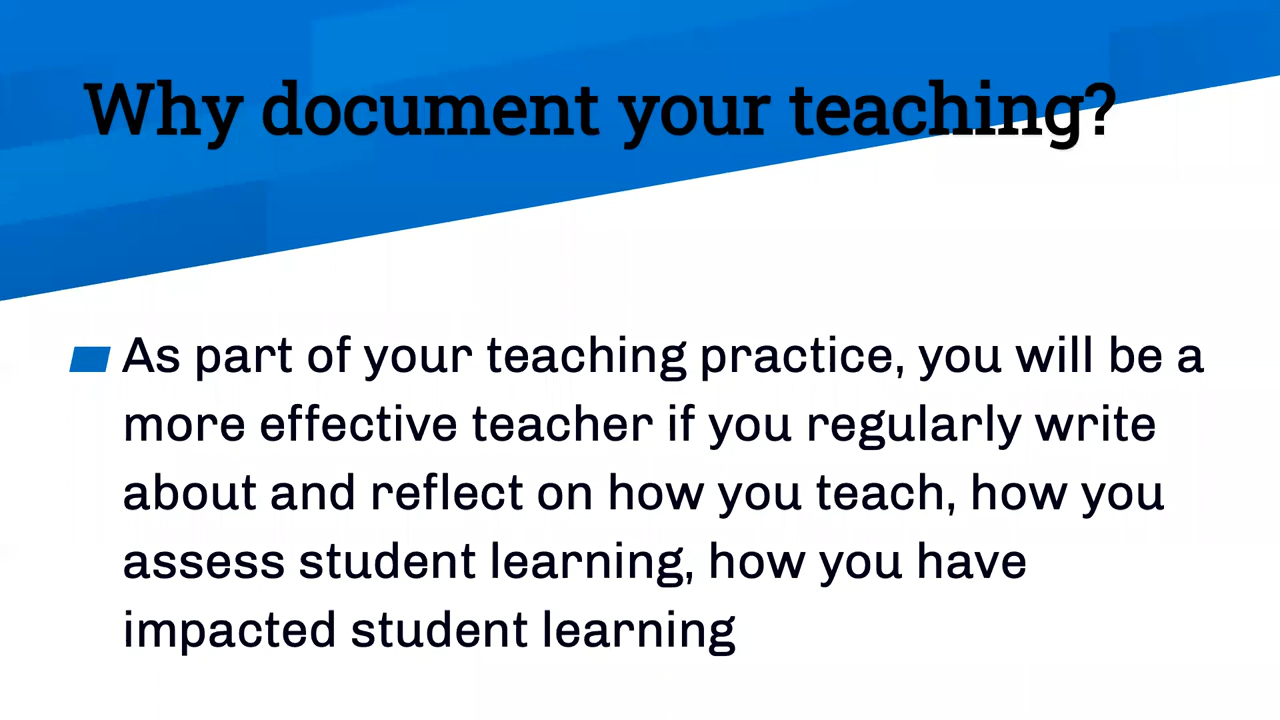 Why document your teaching?
As part of your teaching practice, you will be a
more effective teacher if you regularly write
about and reflect on how you teach, how you
assess student learning, how you have
impacted student learning